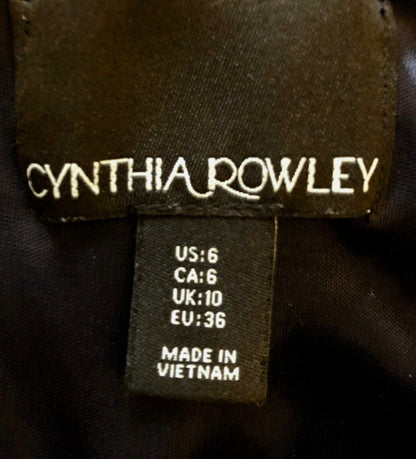 CYNTHIA ROWLEY
US:6
CA:6
UK:10
EU:36
MADE IN
VIETNAM